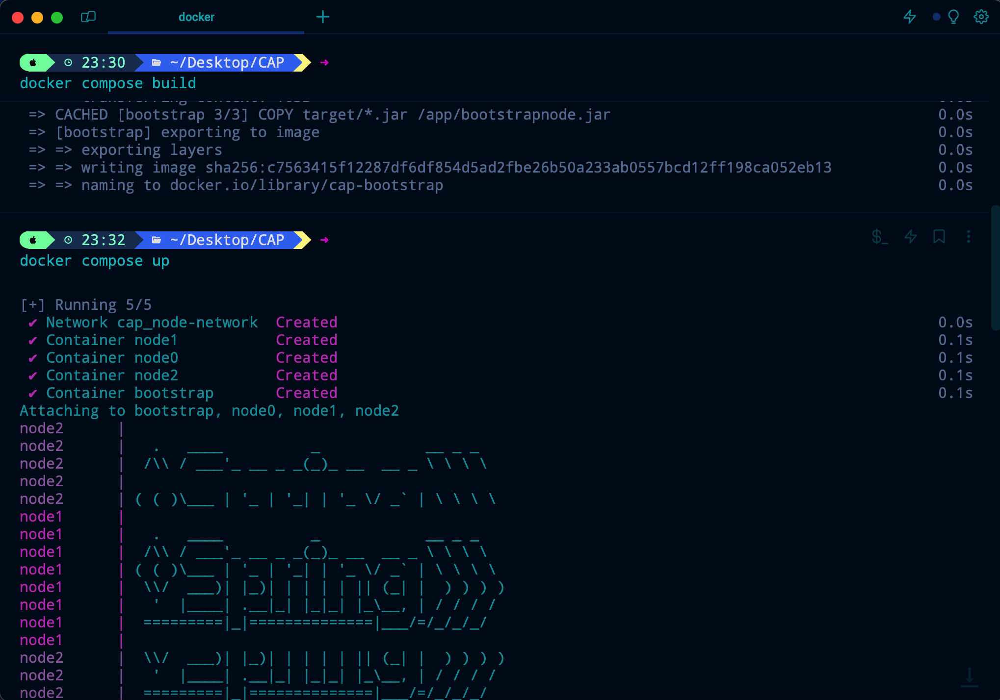 docker
23:30 ~/Desktop/CAP ➜
docker compose build
=> CACHED [bootstrap 3/3] COPY target/*.jar /app/bootstrapnode.jar 0.0s
=> [bootstrap] exporting to image 0.0s
=> => exporting layers 0.0s
=> => writing image sha256:c7563415f12287df6df854d5ad2fbe26b50a233ab0557bcd12ff198ca052eb13 0.0s
=> => naming to docker.io/library/cap-bootstrap 0.0s
23:32 ~/Desktop/CAP ➜
$_
docker compose up
[+] Running 5/5
✔ Network cap_node-network Created 0.0s
✔ Container node1 Created 0.1s
✔ Container node0 Created 0.1s
✔ Container node2 Created 0.1s
✔ Container bootstrap Created 0.1s
Attaching to bootstrap, node0, node1, node2
node2      |
node2      |   .   ____          _            __ _ _
node2      |  /\\ / ___'_ __ _ _(_)_ __  __ _ \ \ \ \
node2      |
node2      | ( ( )\___ | '_ | '_| | '_ \/ _` | \ \ \ \
node1      |
node1      |   .   ____          _            __ _ _
node1      |  /\\ / ___'_ __ _ _(_)_ __  __ _ \ \ \ \
node1      | ( ( )\___ | '_ | '_| | '_ \/ _` | \ \ \ \
node1      |  \\/  ___)| |_)| | | | | || (_| |  ) ) ) )
node1      |   '  |____| .__|_| |_|_| |_\__, | / / / /
node1      |  =========|_|==============|___/=/_/_/_/
node1      |
node2      |  \\/  ___)| |_)| | | | | || (_| |  ) ) ) )
node2      |   '  |____| .__|_| |_|_| |_\__, | / / / /
node2      |  =========|_|==============|___/=/_/_/_/